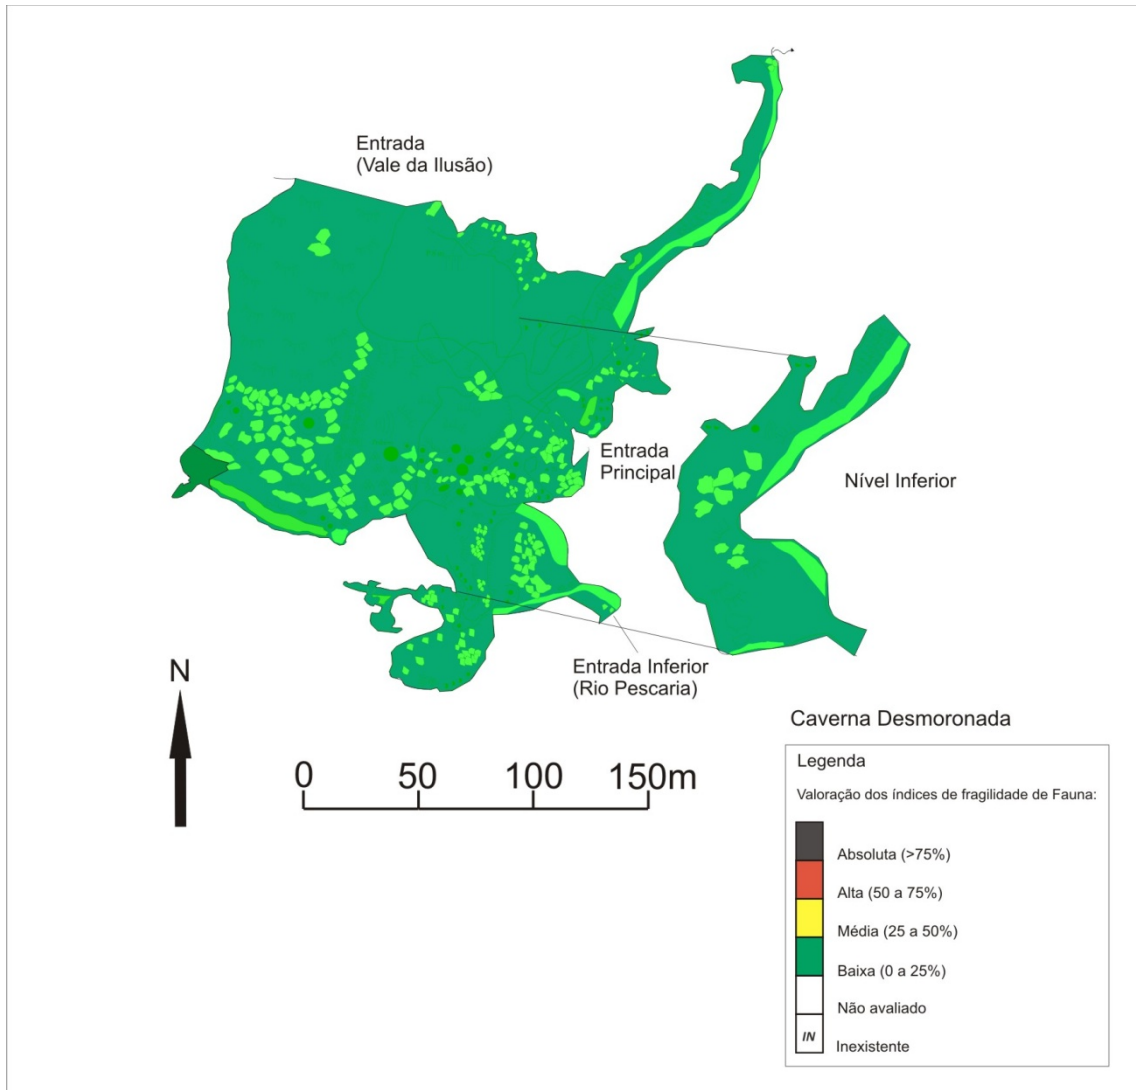 Entrada
(Vale da Ilusão)
Entrada
Principal
Nível Inferior
Entrada Inferior
(Rio Pescaria)
N
0 50 100 150m
Caverna Desmoronada
Legenda
Valoração dos índices de fragilidade de Fauna:
Absoluta (>75%)
Alta (50 a 75%)
Média (25 a 50%)
Baixa (0 a 25%)
Não avaliado
IN Inexistente